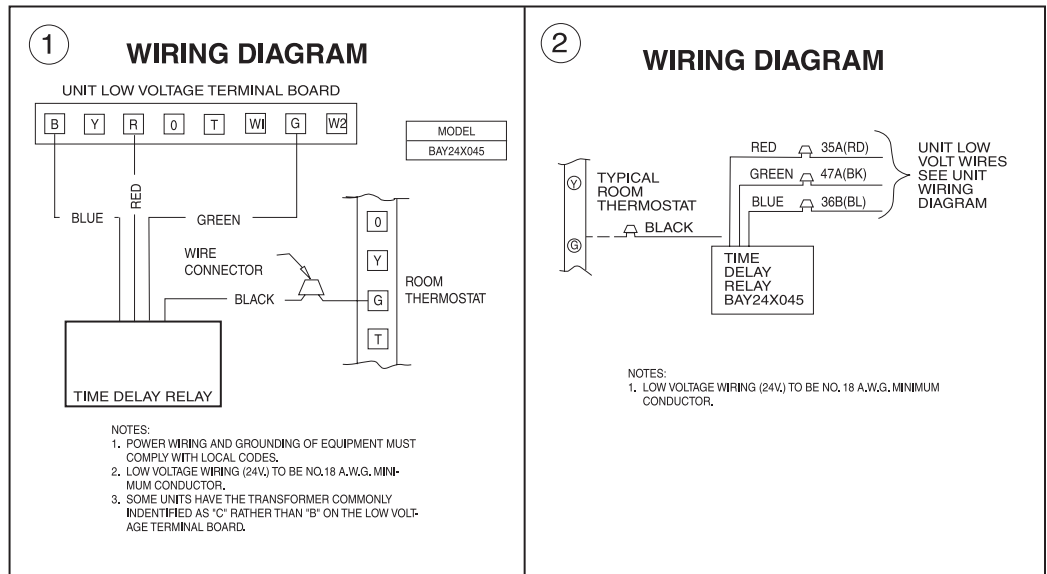 1
WIRING DIAGRAM
UNIT LOW VOLTAGE TERMINAL BOARD
B Y R 0 T W1 G W2
MODEL
BAY24X045
RED
BLUE
GREEN
WIRE
CONNECTOR
BLACK
0
Y
G
T
ROOM
THERMOSTAT
TIME DELAY RELAY
NOTES:
1. POWER WIRING AND GROUNDING OF EQUIPMENT MUST
COMPLY WITH LOCAL CODES.
2. LOW VOLTAGE WIRING (24V.) TO BE NO.18 A.W.G. MINI-
MUM CONDUCTOR.
3. SOME UNITS HAVE THE TRANSFORMER COMMONLY
INDENTIFIED AS "C" RATHER THAN "B" ON THE LOW VOLT-
AGE TERMINAL BOARD.
2
WIRING DIAGRAM
Y
G
TYPICAL
ROOM
THERMOSTAT
BLACK
RED 35A(RD)
GREEN 47A(BK)
BLUE 36B(BL)
UNIT LOW
VOLT WIRES
SEE UNIT
WIRING
DIAGRAM
TIME
DELAY
RELAY
BAY24X045
NOTES:
1. LOW VOLTAGE WIRING (24V.) TO BE NO. 18 A.W.G. MINIMUM
CONDUCTOR.